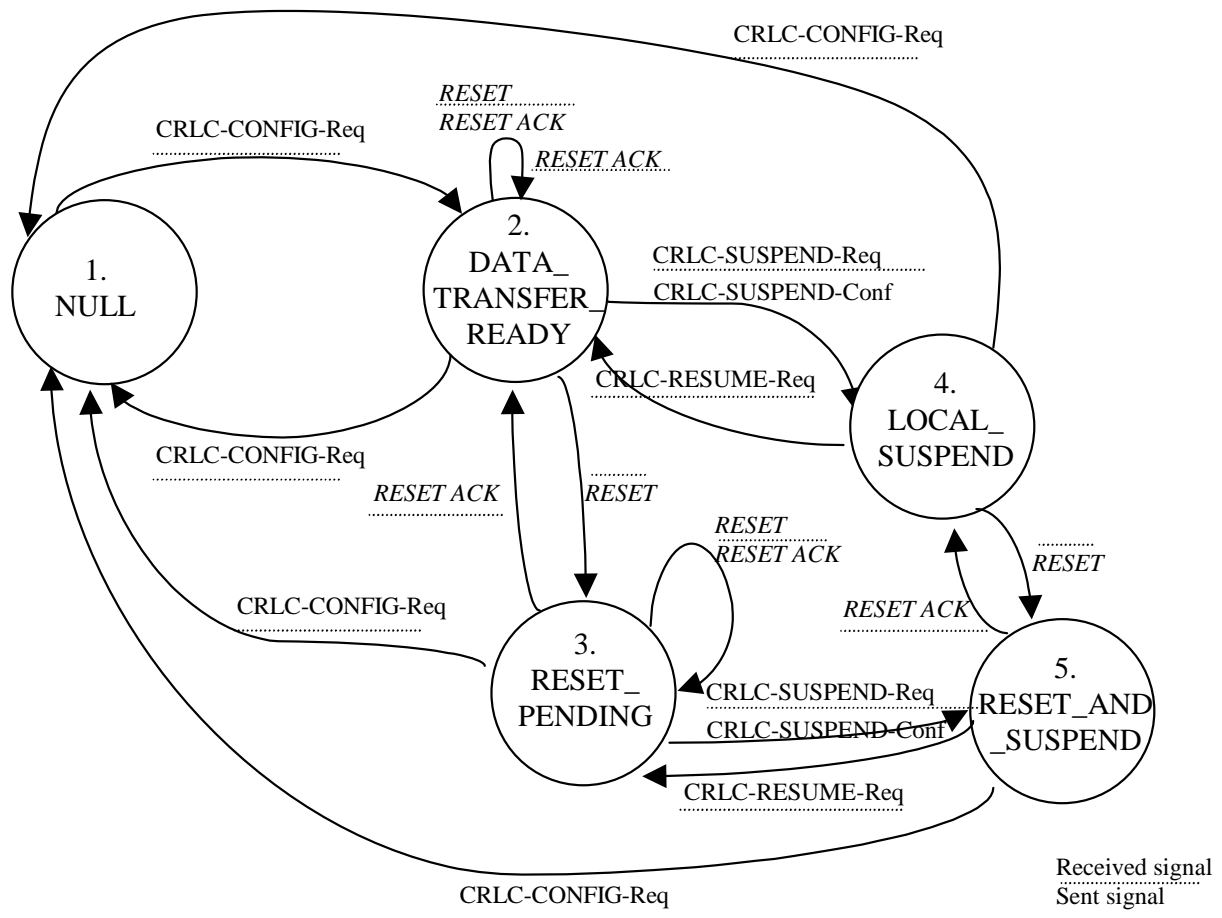 CRLC-CONFIG-Req
RESET
RESET ACK
CRLC-CONFIG-Req
RESET ACK
1.
NULL
2.
DATA_
TRANSFER_
READY
CRLC-SUSPEND-Req
CRLC-SUSPEND-Conf
CRLC-RESUME-Req
4.
LOCAL_
SUSPEND
CRLC-CONFIG-Req
RESET ACK
RESET
RESET
RESET ACK
RESET
CRLC-CONFIG-Req
RESET ACK
3.
RESET_
PENDING
CRLC-SUSPEND-Req
CRLC-SUSPEND-Conf
5.
RESET_AND
_SUSPEND
CRLC-RESUME-Req
CRLC-CONFIG-Req
Received signal
Sent signal